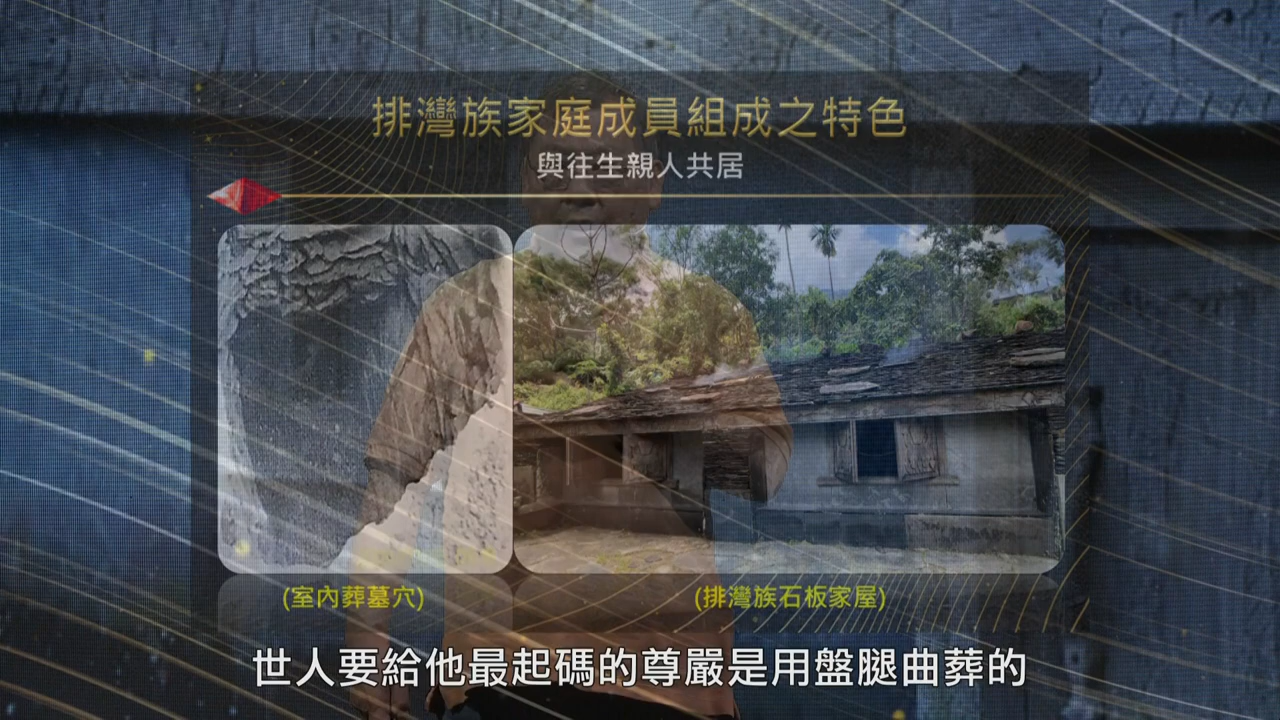 排灣族家庭成員組成之特色
與往生親人共居
(室內葬墓穴)
(排灣族石板家屋)
世人要給他最起碼的尊嚴是用盤腿曲葬的